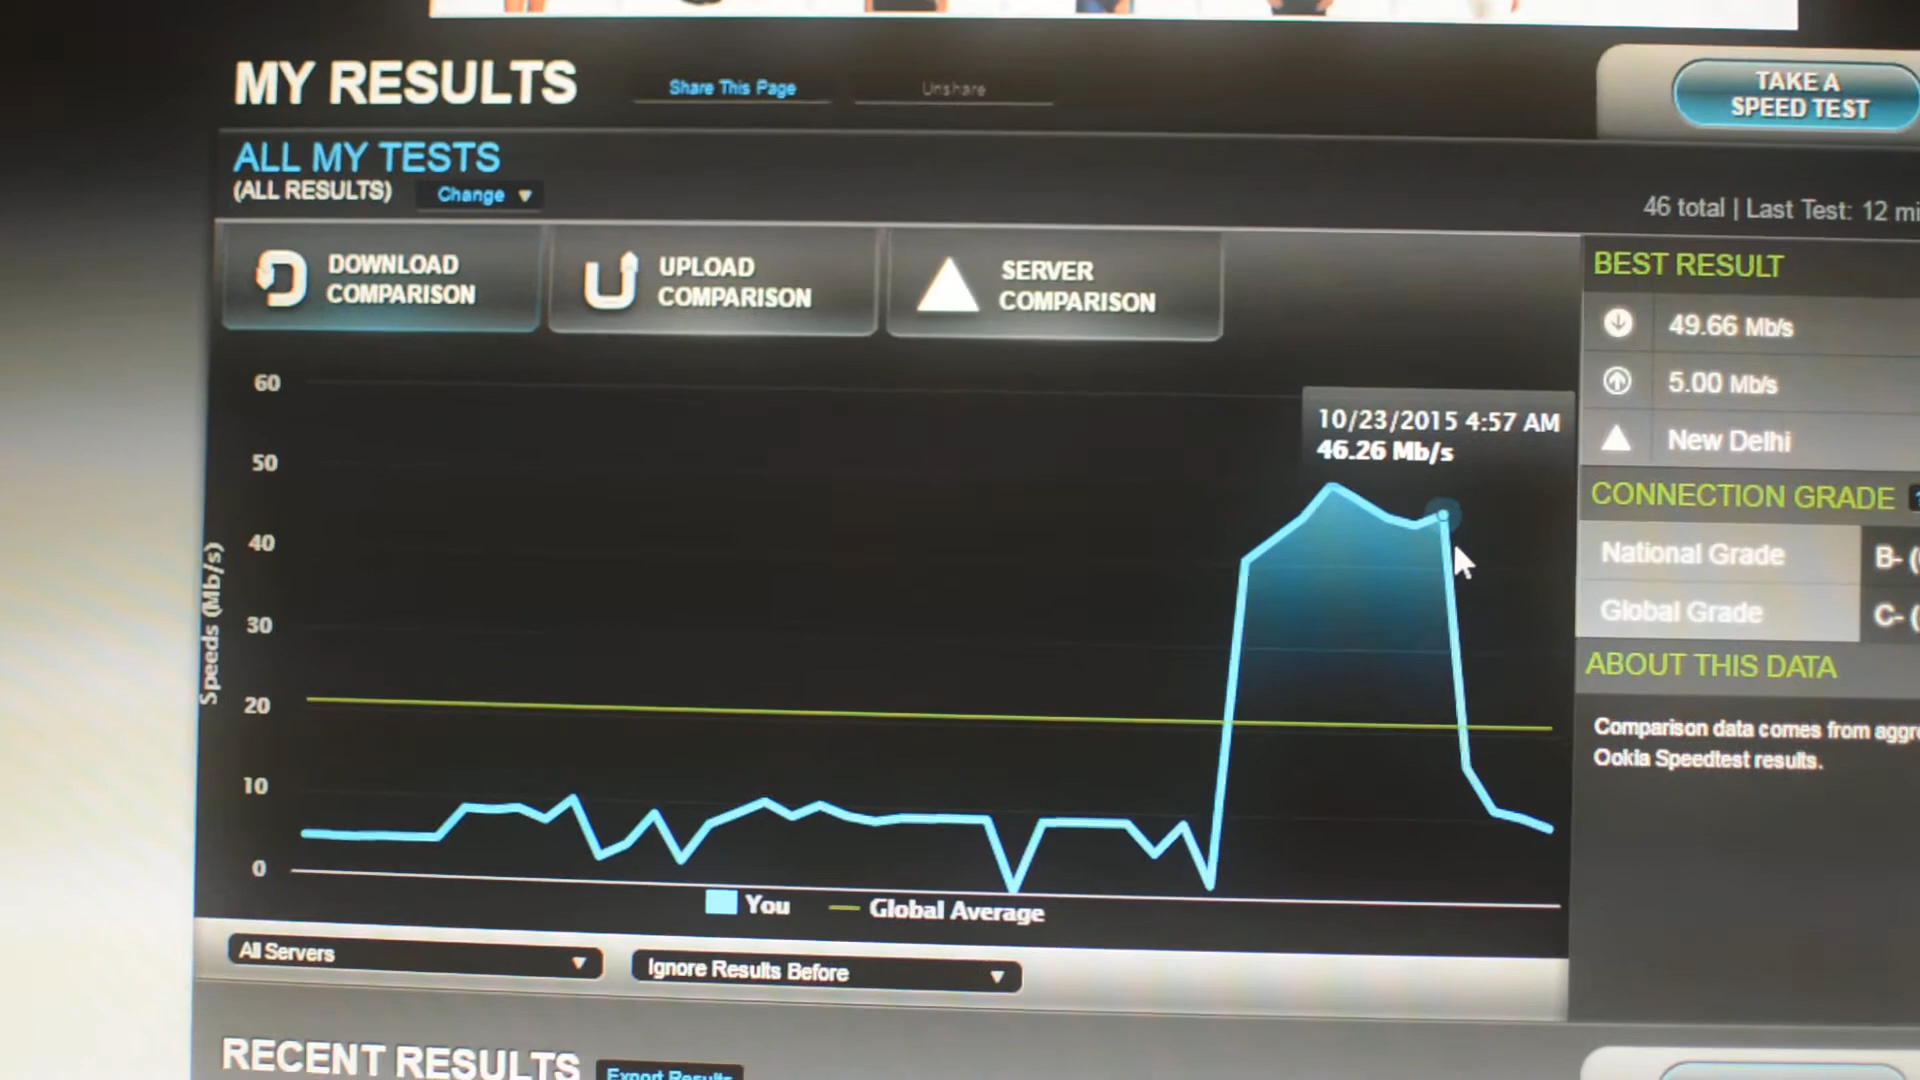 MY RESULTS
Share This Page
Unshare
TAKE A
SPEED TEST
ALL MY TESTS
(ALL RESULTS)
Change
46 total | Last Test: 12
DOWNLOAD
COMPARISON
UPLOAD
COMPARISON
SERVER
COMPARISON
BEST RESULT
49.66 Mb/s
5.00 Mb/s
New Delhi
CONNECTION GRADE
National Grade
B- (
Global Grade
C- (
ABOUT THIS DATA
Comparison data comes from
Ookla Speedtest results.
60
50
40
30
20
10
0
Speeds (Mb/s)
10/23/2015 4:57 AM
46.26 Mb/s
You
Global Average
All Servers
Ignore Results Before
RECENT RESULTS
Export Results